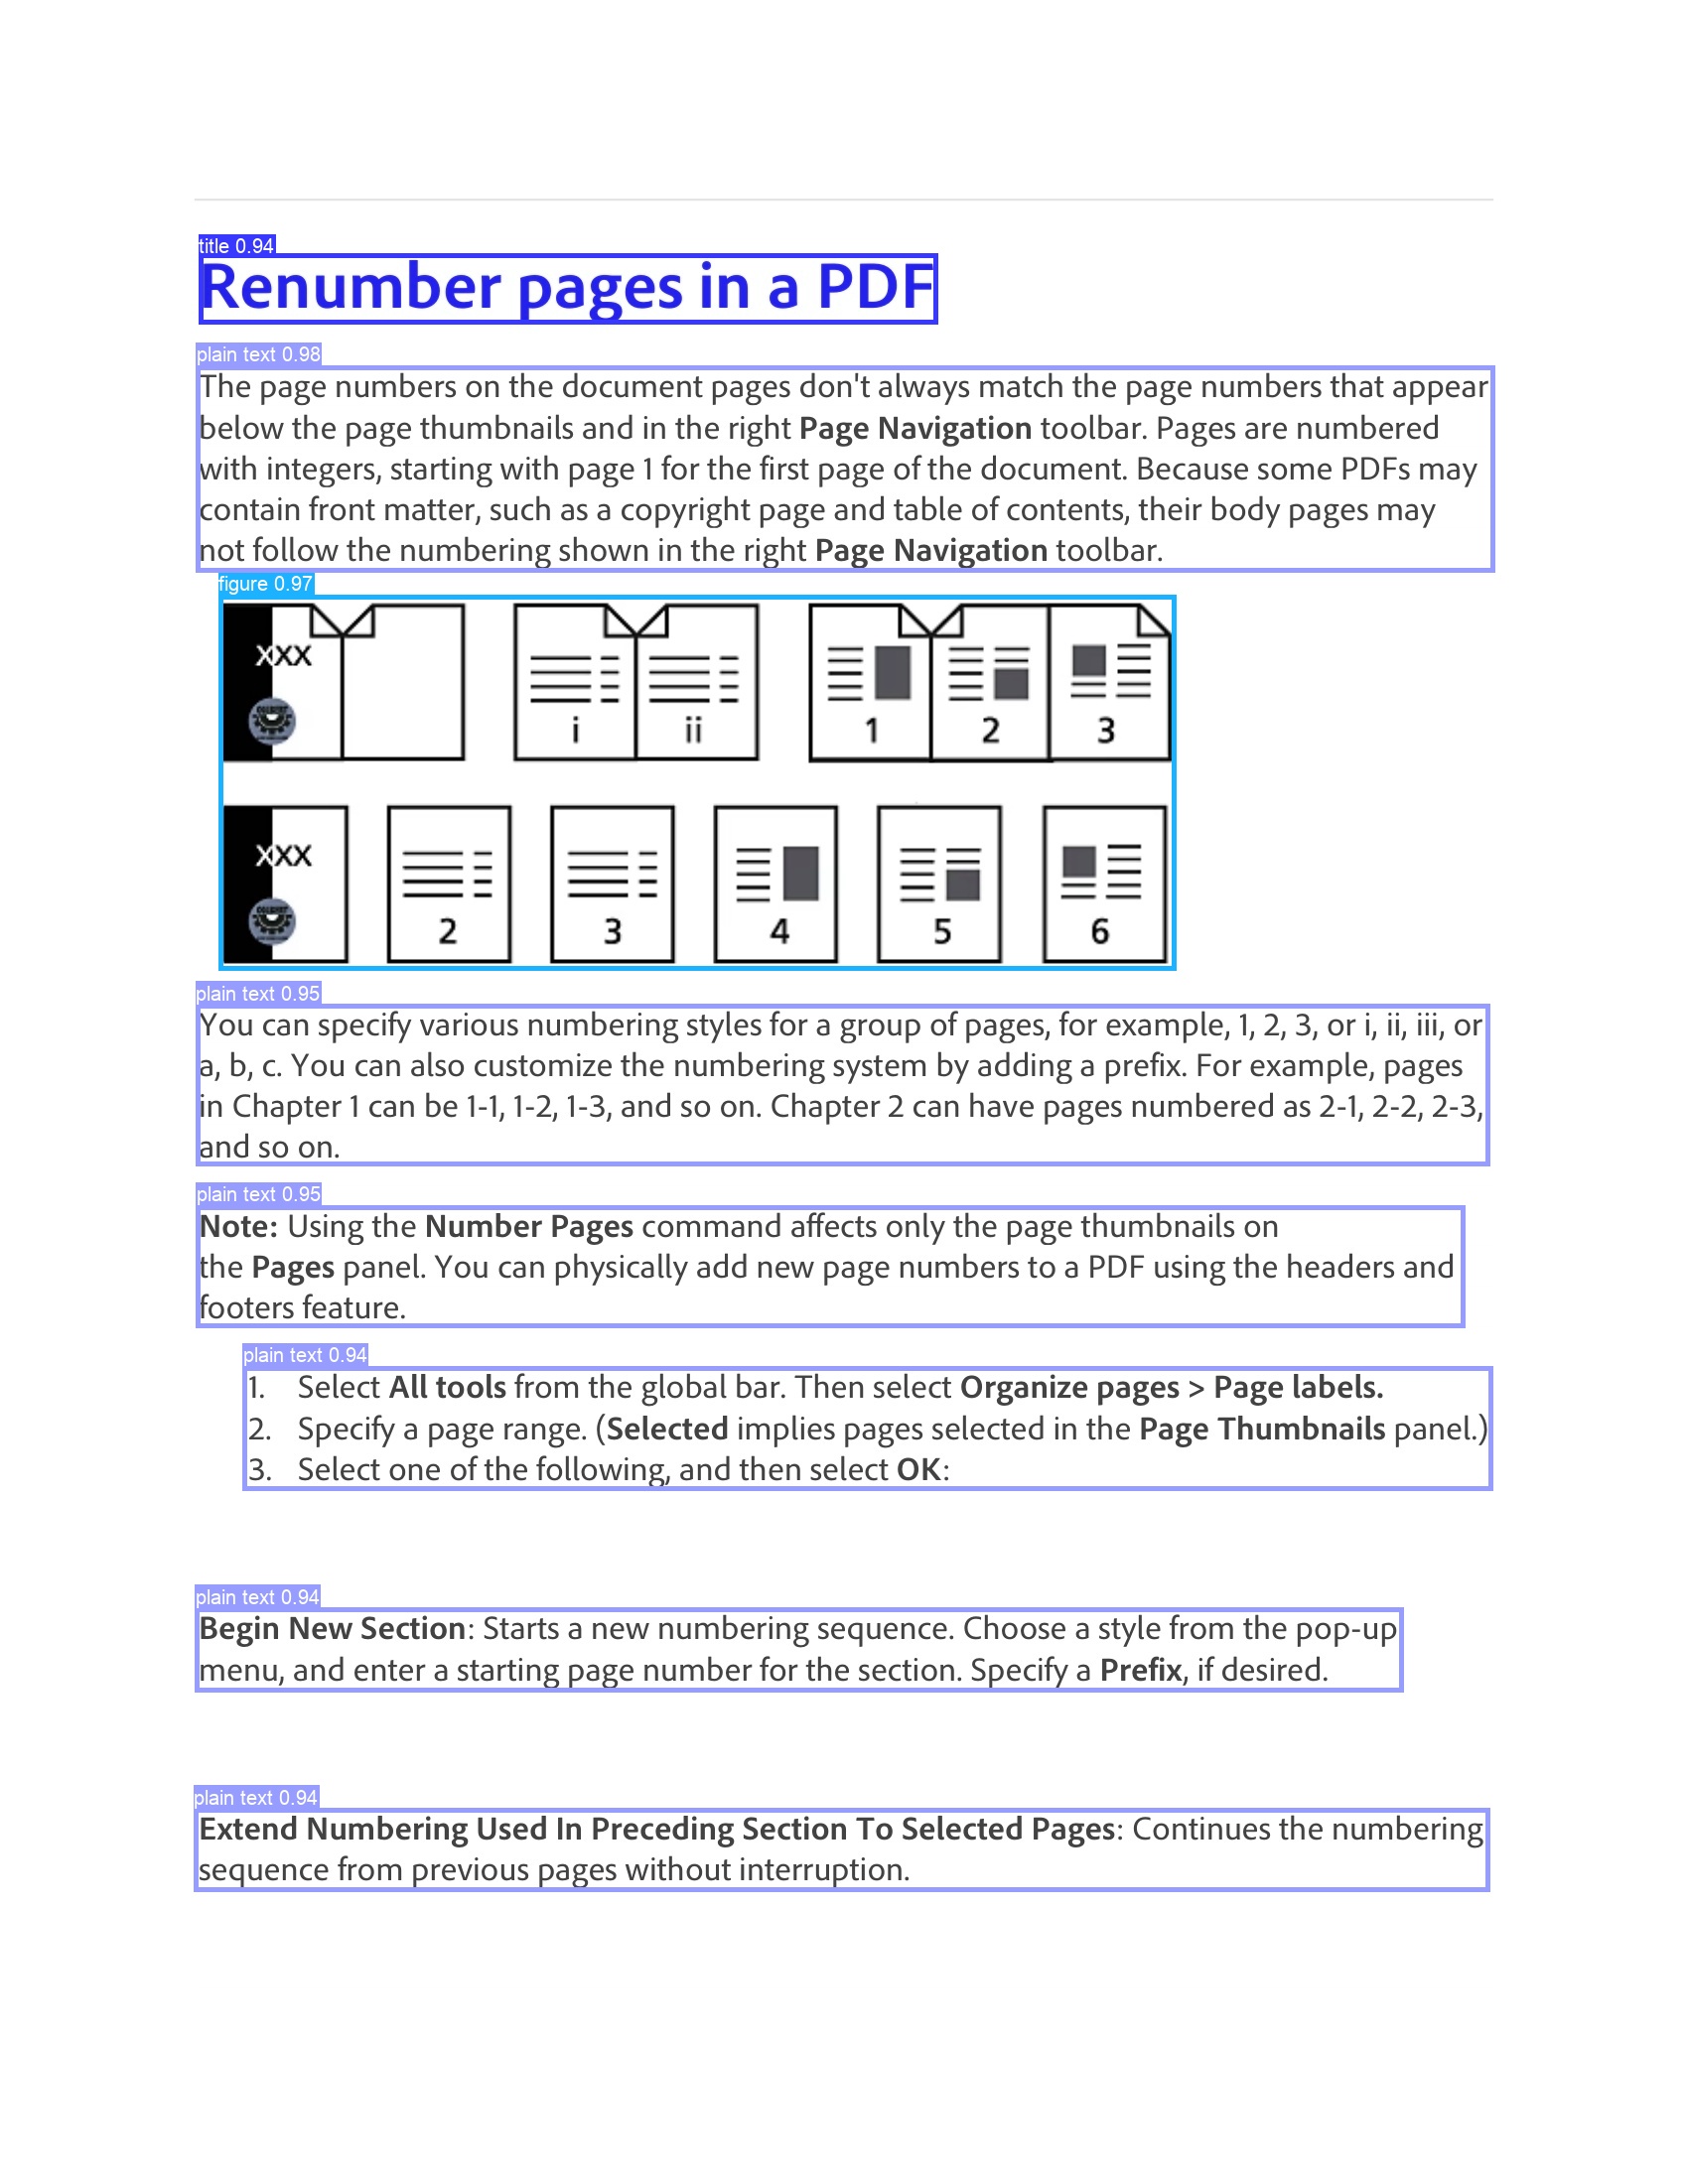 title 0.94
Renumber pages in a PDF
plain text 0.98
The page numbers on the document pages don't always match the page numbers that appear
below the page thumbnails and in the right Page Navigation toolbar. Pages are numbered
with integers, starting with page 1 for the first page of the document. Because some PDFs may
contain front matter, such as a copyright page and table of contents, their body pages may
not follow the numbering shown in the right Page Navigation toolbar.
figure 0.97
XXX
i ii 1 2 3
XXX
2 3 4 5 6
plain text 0.95
You can specify various numbering styles for a group of pages, for example, 1, 2, 3, or i, ii, iii, or
a, b, c. You can also customize the numbering system by adding a prefix. For example, pages
in Chapter 1 can be 1-1, 1-2, 1-3, and so on. Chapter 2 can have pages numbered as 2-1, 2-2, 2-3,
and so on.
plain text 0.95
Note: Using the Number Pages command affects only the page thumbnails on
the Pages panel. You can physically add new page numbers to a PDF using the headers and
footers feature.
plain text 0.94
1. Select All tools from the global bar. Then select Organize pages > Page labels.
2. Specify a page range. (Selected implies pages selected in the Page Thumbnails panel.)
3. Select one of the following, and then select OK:
plain text 0.94
Begin New Section: Starts a new numbering sequence. Choose a style from the pop-up
menu, and enter a starting page number for the section. Specify a Prefix, if desired.
plain text 0.94
Extend Numbering Used In Preceding Section To Selected Pages: Continues the numbering
sequence from previous pages without interruption.